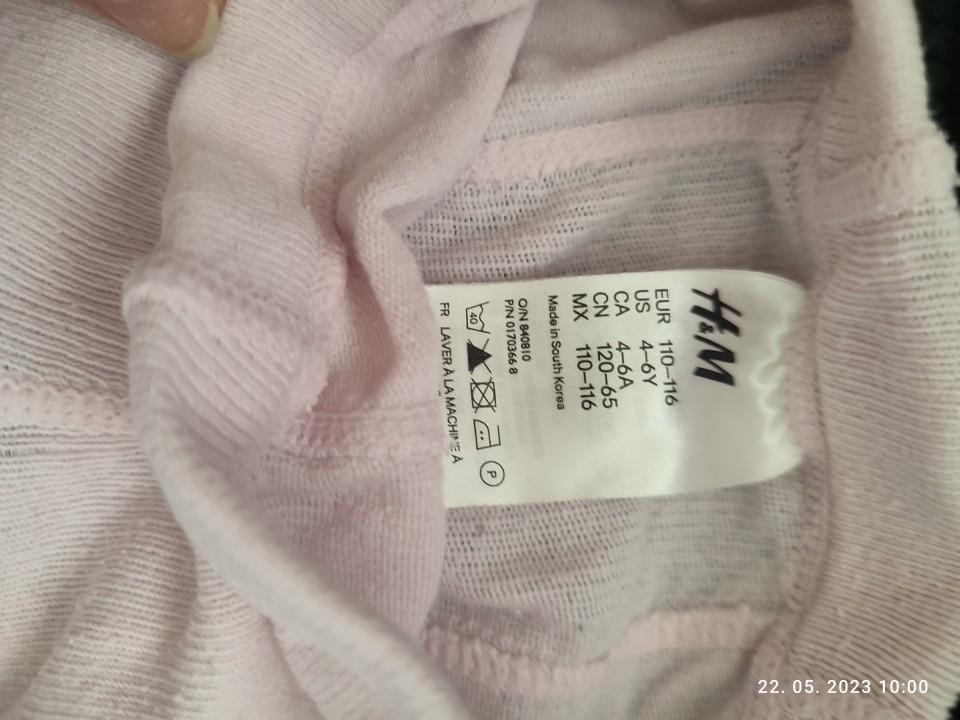 H&M
EUR 110–116
US 4–6Y
CA 4–6A
CN 120–65
MX 110–116
Made in South Korea
O/N 840810
P/N 0170366 8
40
P
FR LAVER À LA MACHINE À
22. 05. 2023 10:00